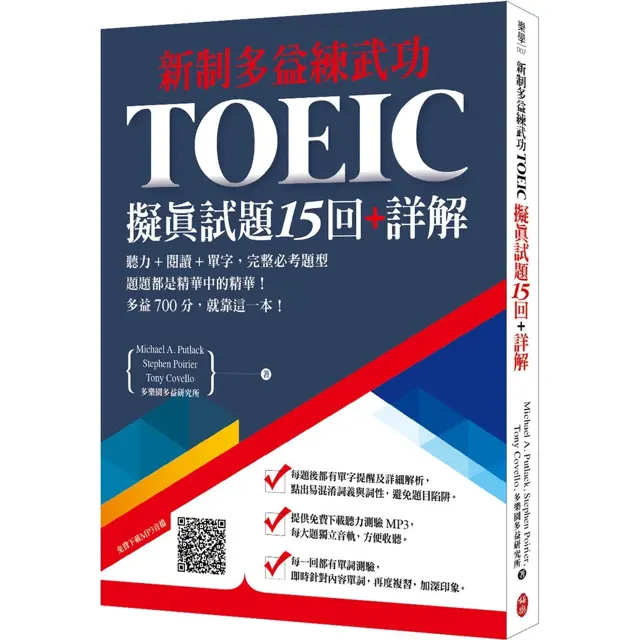 新制多益練武功
TOEIC
擬真試題15回+詳解
聽力+閱讀+單字，完整必考題型
題題都是精華中的精華！
多益700分，就靠這一本！
Michael A. Putlack
Stephen Poirier
Tony Covello
多樂園多益研究所
著
每題後都有單字提醒及詳細解析，
點出易混淆詞義與詞性，避免題目陷阱。
提供免費下載聽力測驗MP3，
每大題獨立音軌，方便收聽。
每一回都有單詞測驗，
即時針對內容單詞，再度複習，加深印象。
免費下載MP3音檔
樂學
007
新制多益練武功TOEIC擬真試題15回+詳解
Michael A. Putlack, Stephen Poirier,
Tony Covello, 多樂園多益研究所
著